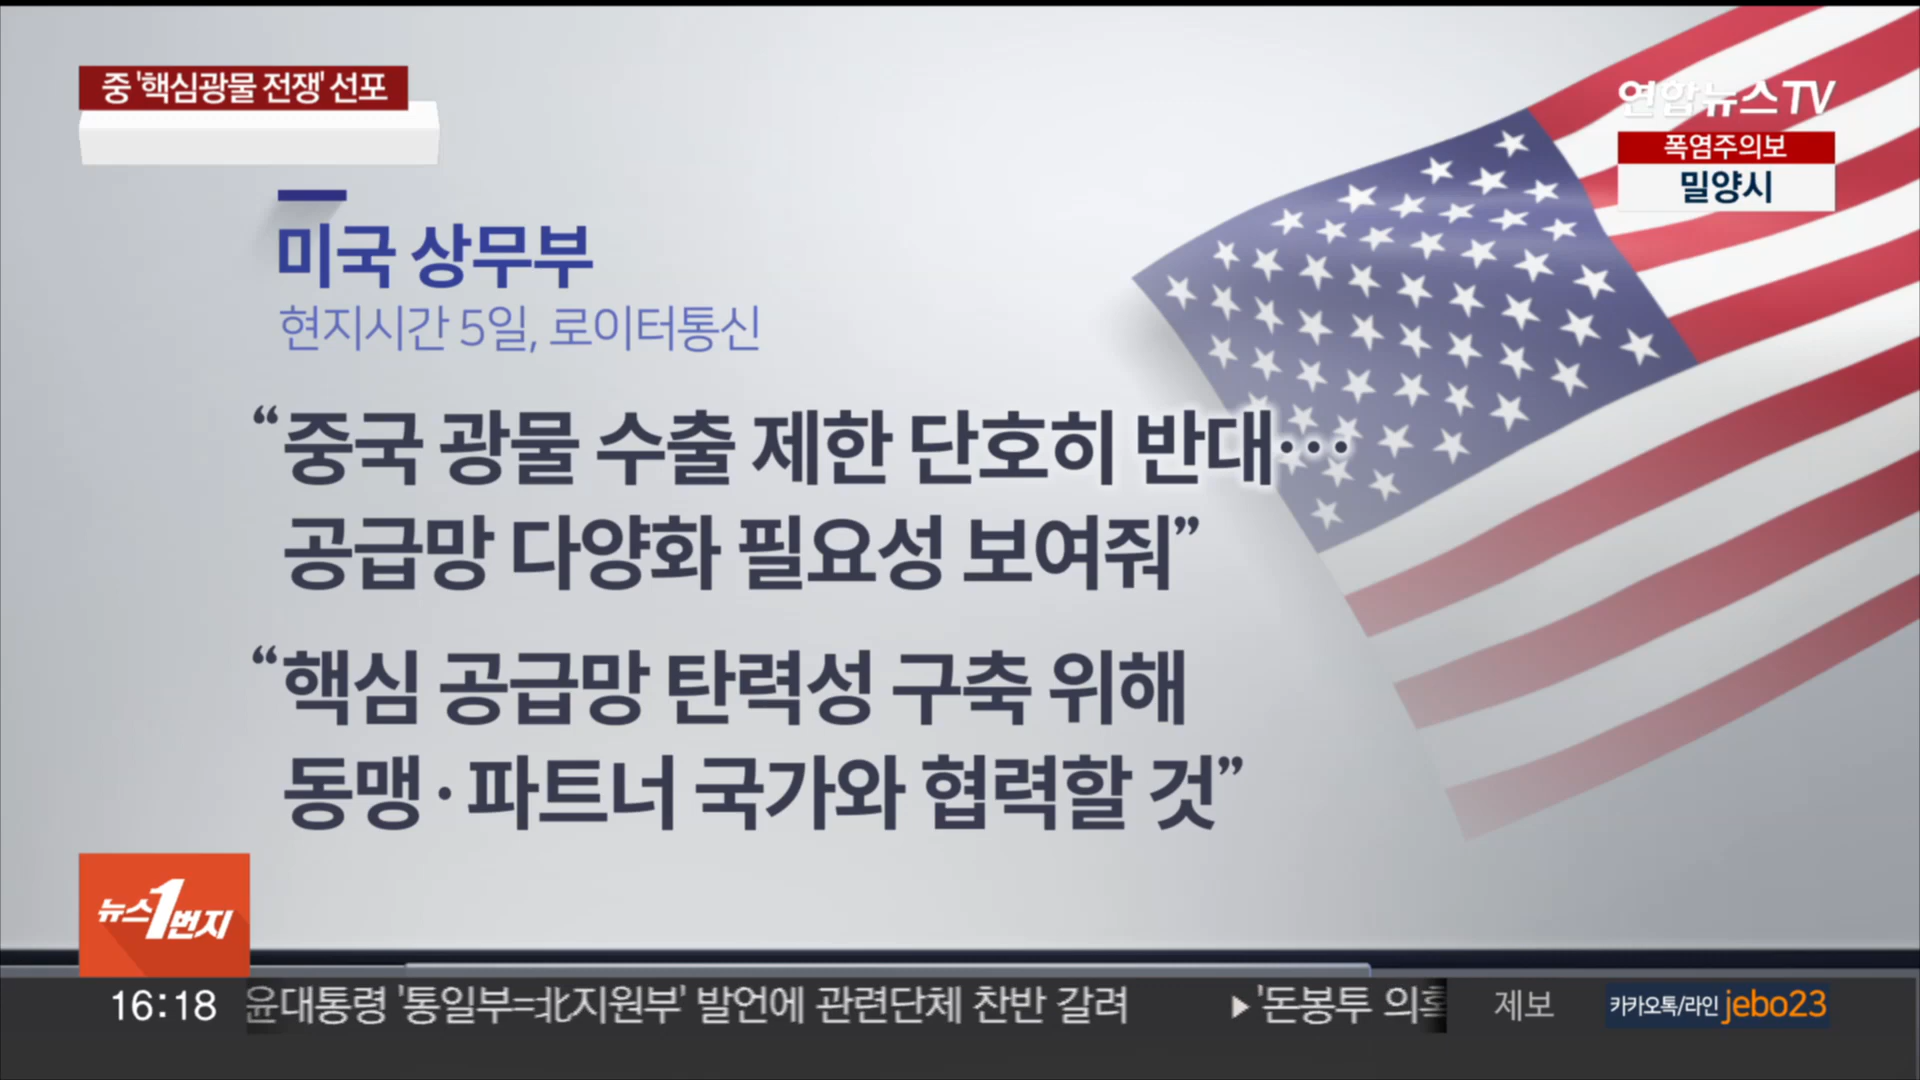 중 '핵심광물 전쟁' 선포
연합뉴스TV
폭염주의보
밀양시
미국 상무부
현지시간 5일, 로이터통신
“중국 광물 수출 제한 단호히 반대…
공급망 다양화 필요성 보여줘”
“핵심 공급망 탄력성 구축 위해
동맹·파트너 국가와 협력할 것”
뉴스1번지
16:18 윤대통령 '통일부=北지원부' 발언에 관련단체 찬반 갈려 ▶'돈봉투 의혹 제보 카카오톡/라인 jebo23